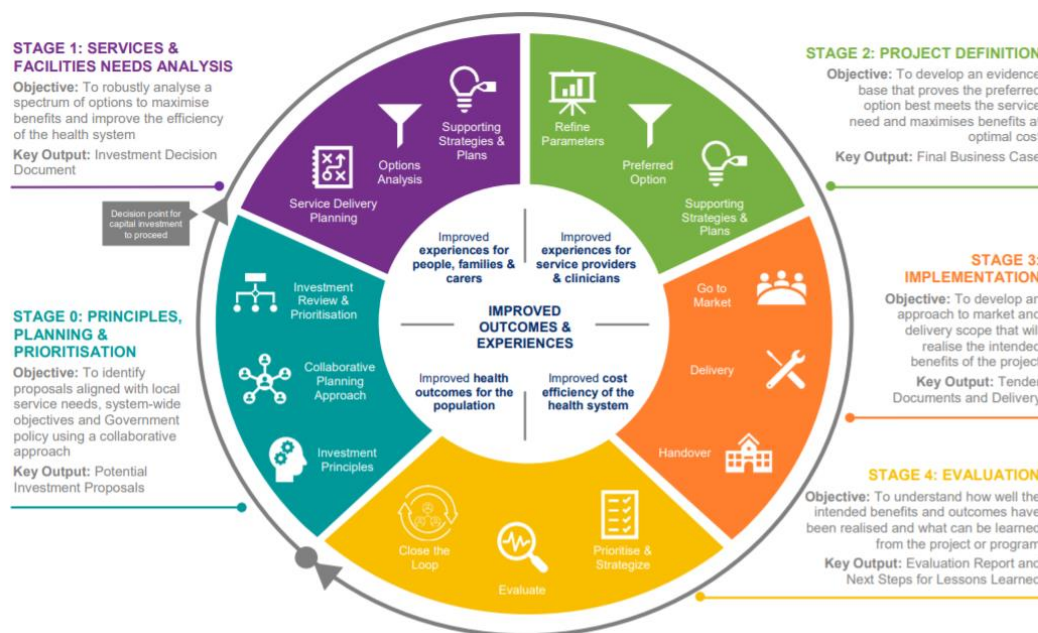 STAGE 1: SERVICES &
FACILITIES NEEDS ANALYSIS
Objective: To robustly analyse a
spectrum of options to maximise
benefits and improve the efficiency
of the health system
Key Output: Investment Decision
Document
Decision point for
capital investment
to proceed
STAGE 0: PRINCIPLES,
PLANNING &
PRIORITISATION
Objective: To identify
proposals aligned with local
service needs, system-wide
objectives and Government
policy using a collaborative
approach
Key Output: Potential
Investment Proposals
Supporting
Strategies &
Plans
Options
Analysis
Service Delivery
Planning
Investment
Review &
Prioritisation
Collaborative
Planning
Approach
Investment
Principles
Refine
Parameters
Preferred
Option
Supporting
Strategies &
Plans
Go to
Market
Delivery
Handover
Close the
Loop
Evaluate
Prioritise &
Strategize
Improved
experiences for
people, families &
carers
Improved
experiences for
service providers
& clinicians
IMPROVED
OUTCOMES &
EXPERIENCES
Improved health
outcomes for the
population
Improved cost
efficiency of the
health system
STAGE 2: PROJECT DEFINITION
Objective: To develop an evidence
base that proves the preferred
option best meets the service
need and maximises benefits at
optimal cost
Key Output: Final Business Case
STAGE 3:
IMPLEMENTATION
Objective: To develop an
approach to market and
delivery scope that will
realise the intended
benefits of the project
Key Output: Tender
Documents and Delivery
STAGE 4: EVALUATION
Objective: To understand how well the
intended benefits and outcomes have
been realised and what can be learned
from the project or program
Key Output: Evaluation Report and
Next Steps for Lessons Learned